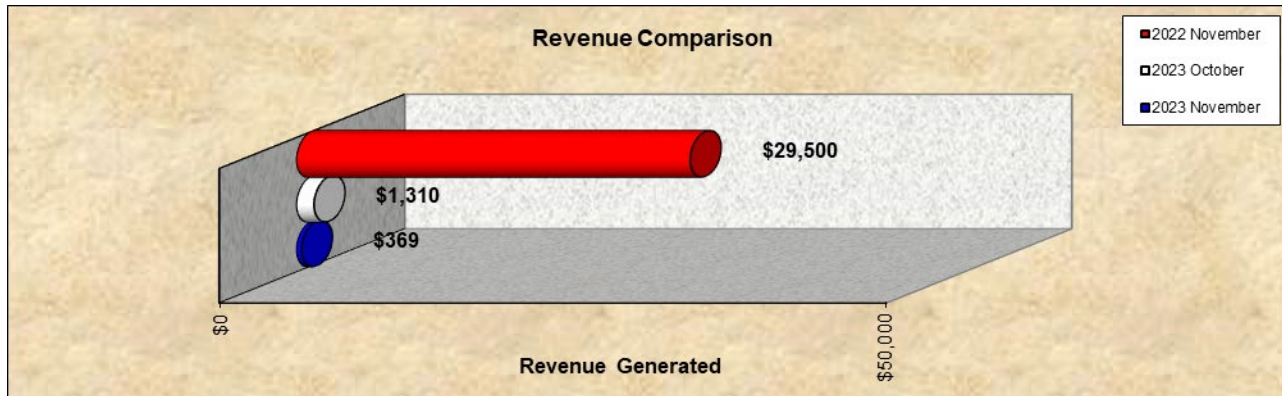 Revenue Comparison
2022 November
2023 October
2023 November
$29,500
$1,310
$369
$0
$50,000
Revenue Generated